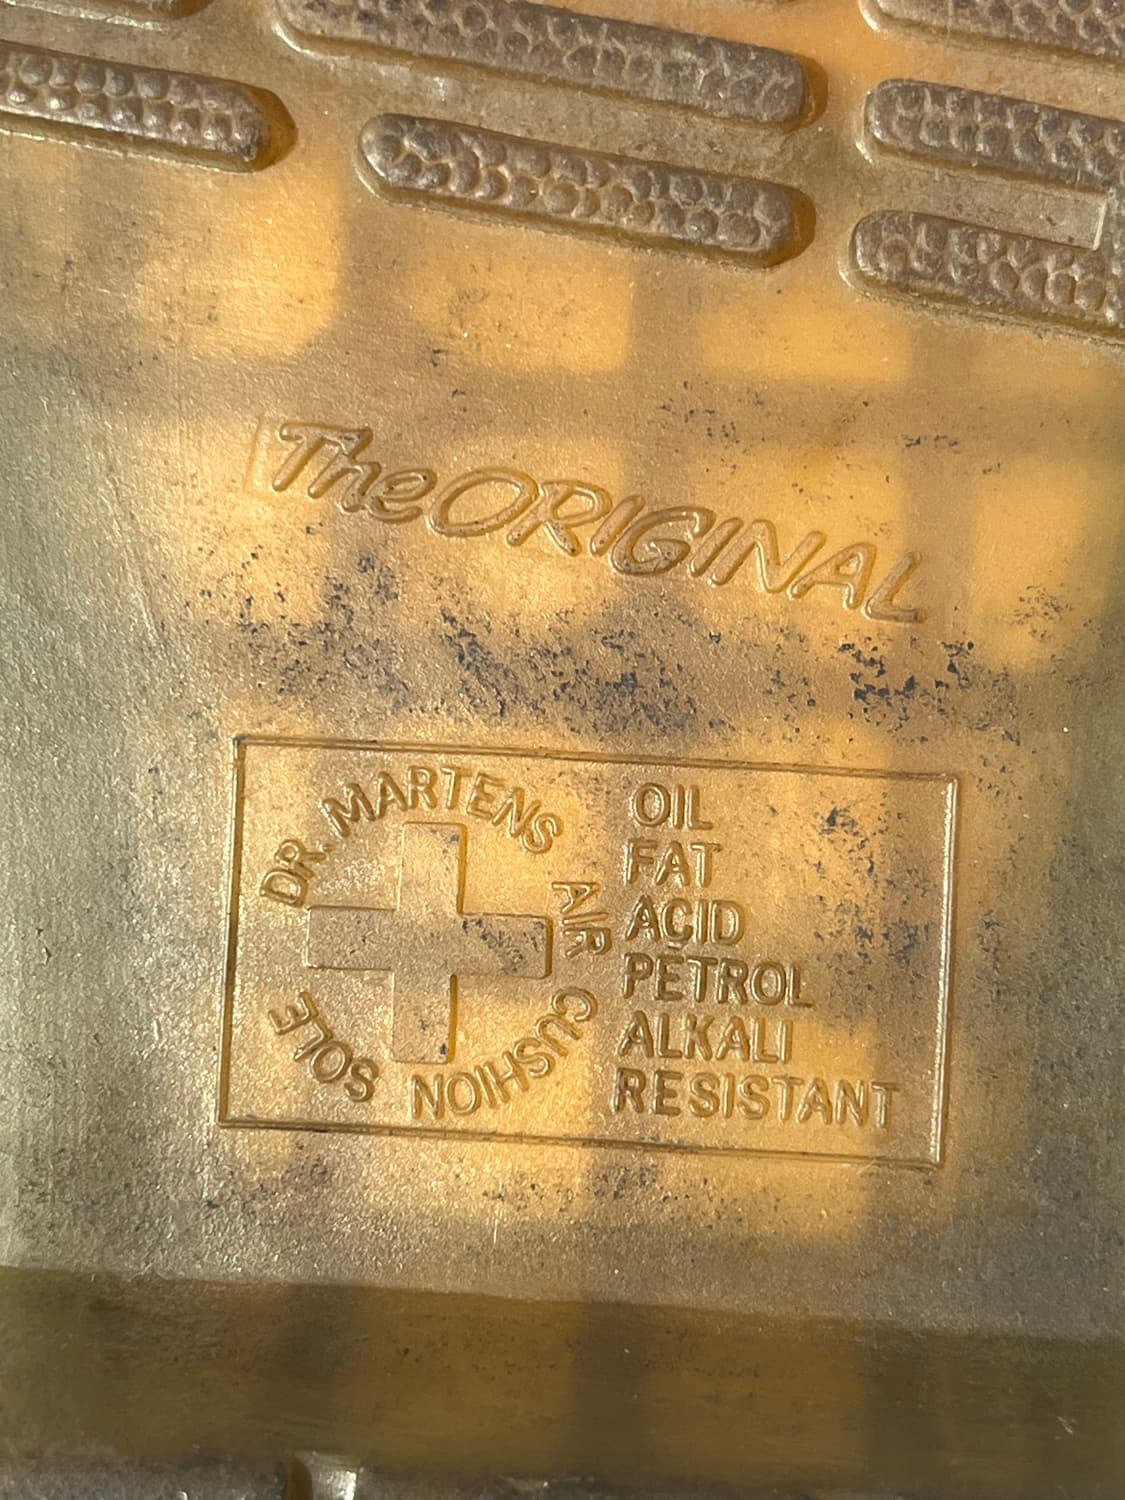 The ORIGINAL
DR. MARTENS AIR CUSHION SOLE
OIL
FAT
ACID
PETROL
ALKALI
RESISTANT